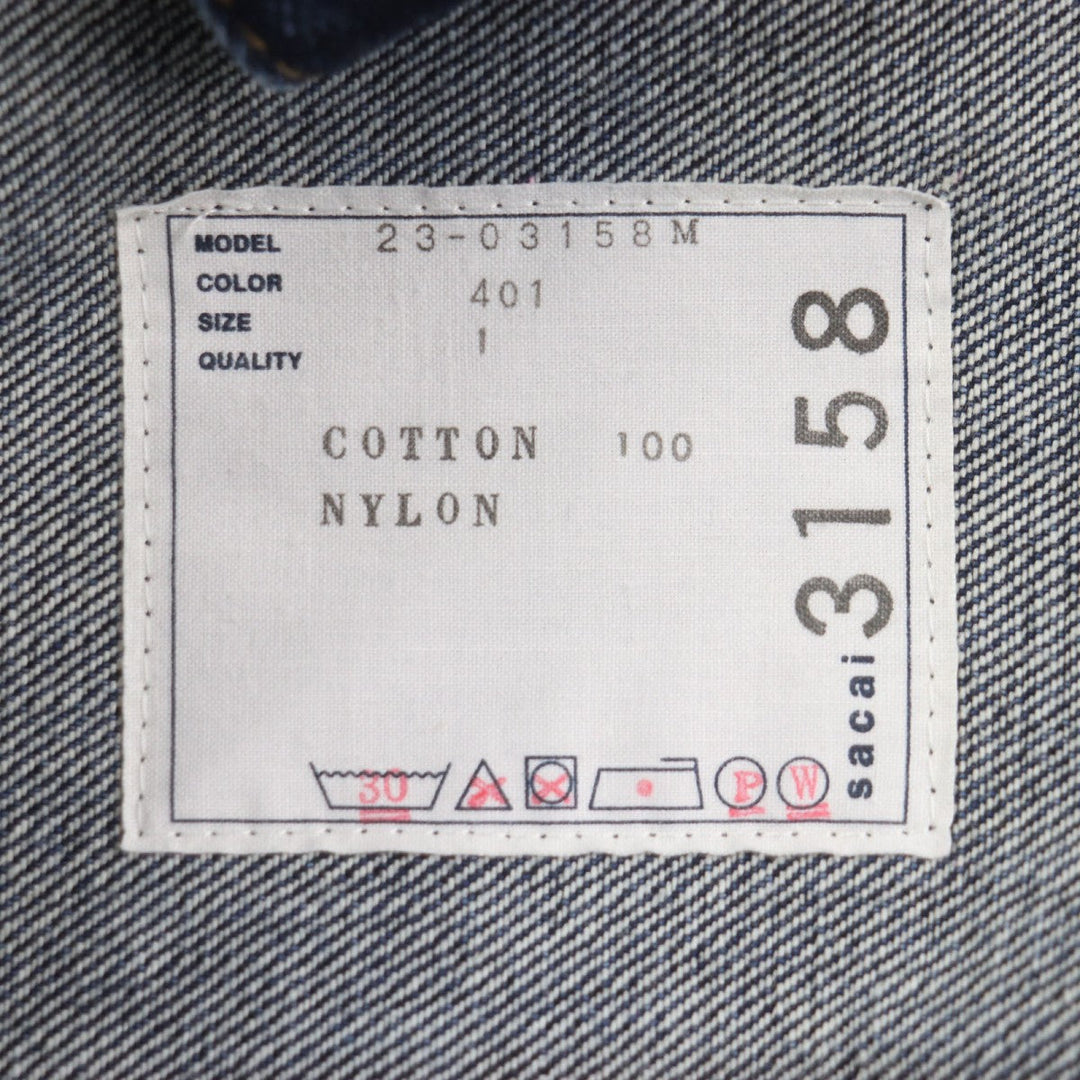 MODEL 23-03158M
COLOR 401
SIZE 1
QUALITY
COTTON 100
NYLON
30
P
W
sacai 3158